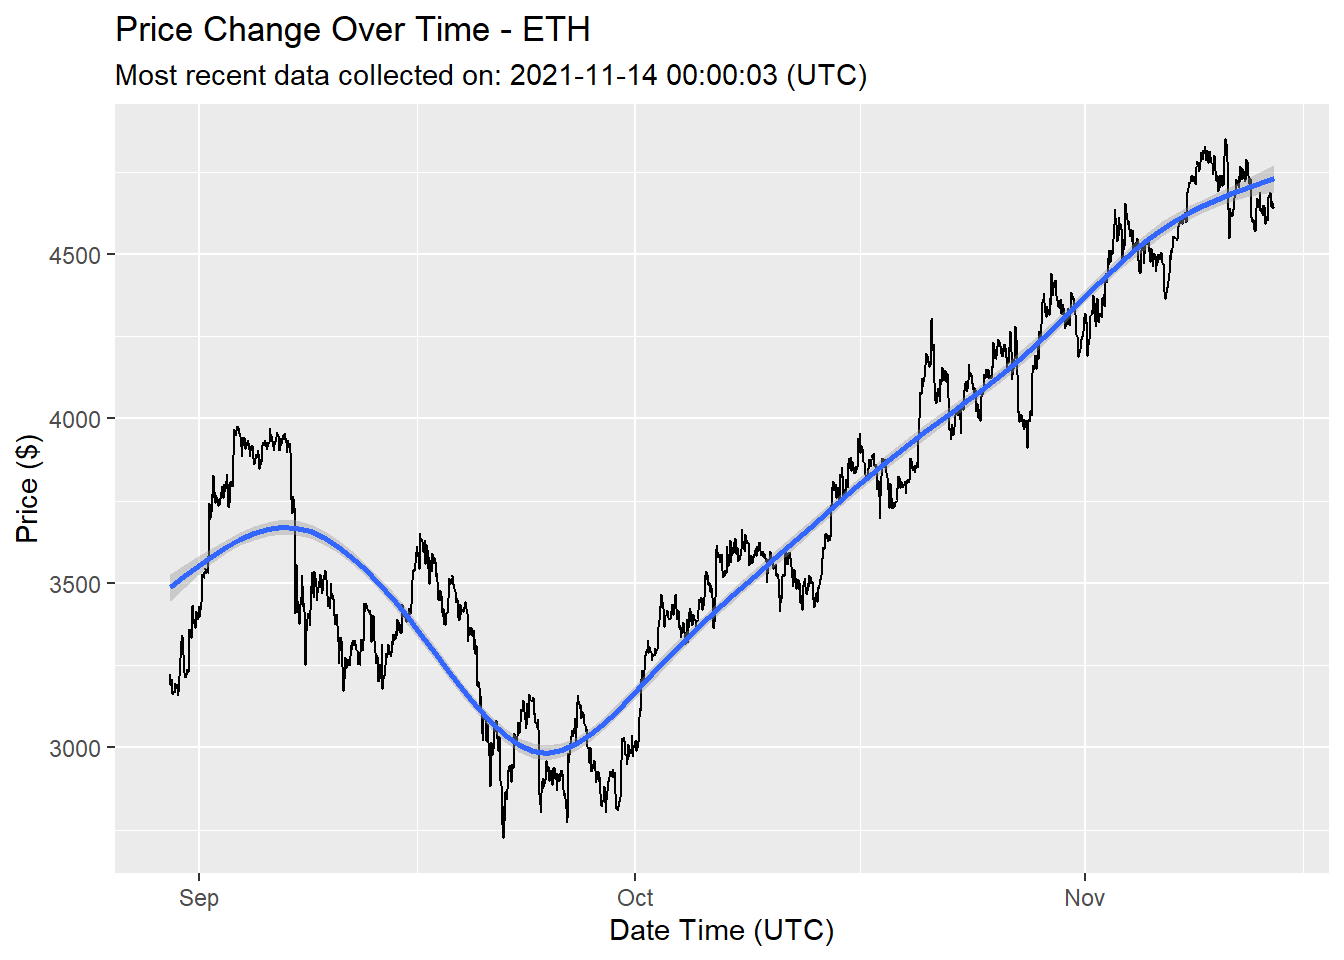 Price Change Over Time - ETH
Most recent data collected on: 2021-11-14 00:00:03 (UTC)
Price ($)
4500
4000
3500
3000
Sep
Oct
Nov
Date Time (UTC)